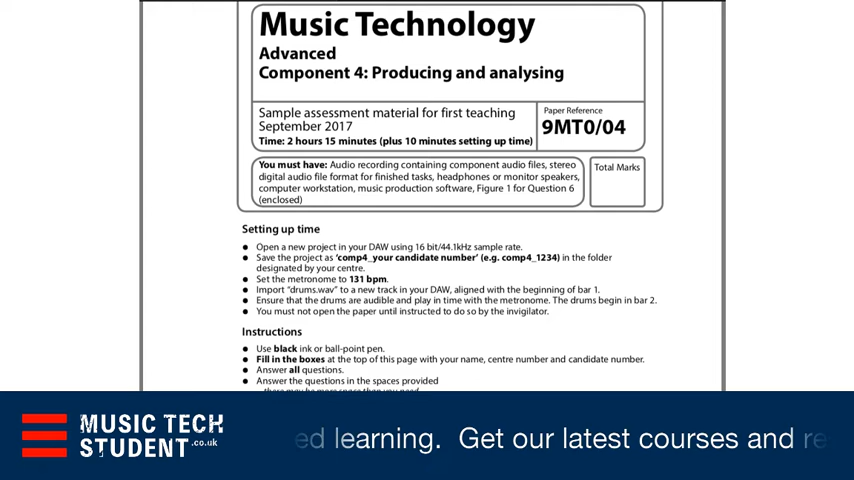 Music Technology
Advanced
Component 4: Producing and analysing
Sample assessment material for first teaching
September 2017
Time: 2 hours 15 minutes (plus 10 minutes setting up time)
Paper Reference
9MT0/04
You must have: Audio recording containing component audio files, stereo
digital audio file format for finished tasks, headphones or monitor speakers,
computer workstation, music production software, Figure 1 for Question 6
(enclosed)
Total Marks
Setting up time
● Open a new project in your DAW using 16 bit/44.1kHz sample rate.
● Save the project as ‘comp4_your candidate number’ (e.g. comp4_1234) in the folder
designated by your centre.
● Set the metronome to 131 bpm.
● Import “drums.wav” to a new track in your DAW, aligned with the beginning of bar 1.
● Ensure that the drums are audible and play in time with the metronome. The drums begin in bar 2.
● You must not open the paper until instructed to do so by the invigilator.
Instructions
● Use black ink or ball-point pen.
● Fill in the boxes at the top of this page with your name, centre number and candidate number.
● Answer all questions.
● Answer the questions in the spaces provided
– there may be more space than you need.
MUSIC TECH
STUDENT.co.uk
ed learning. Get our latest courses and re